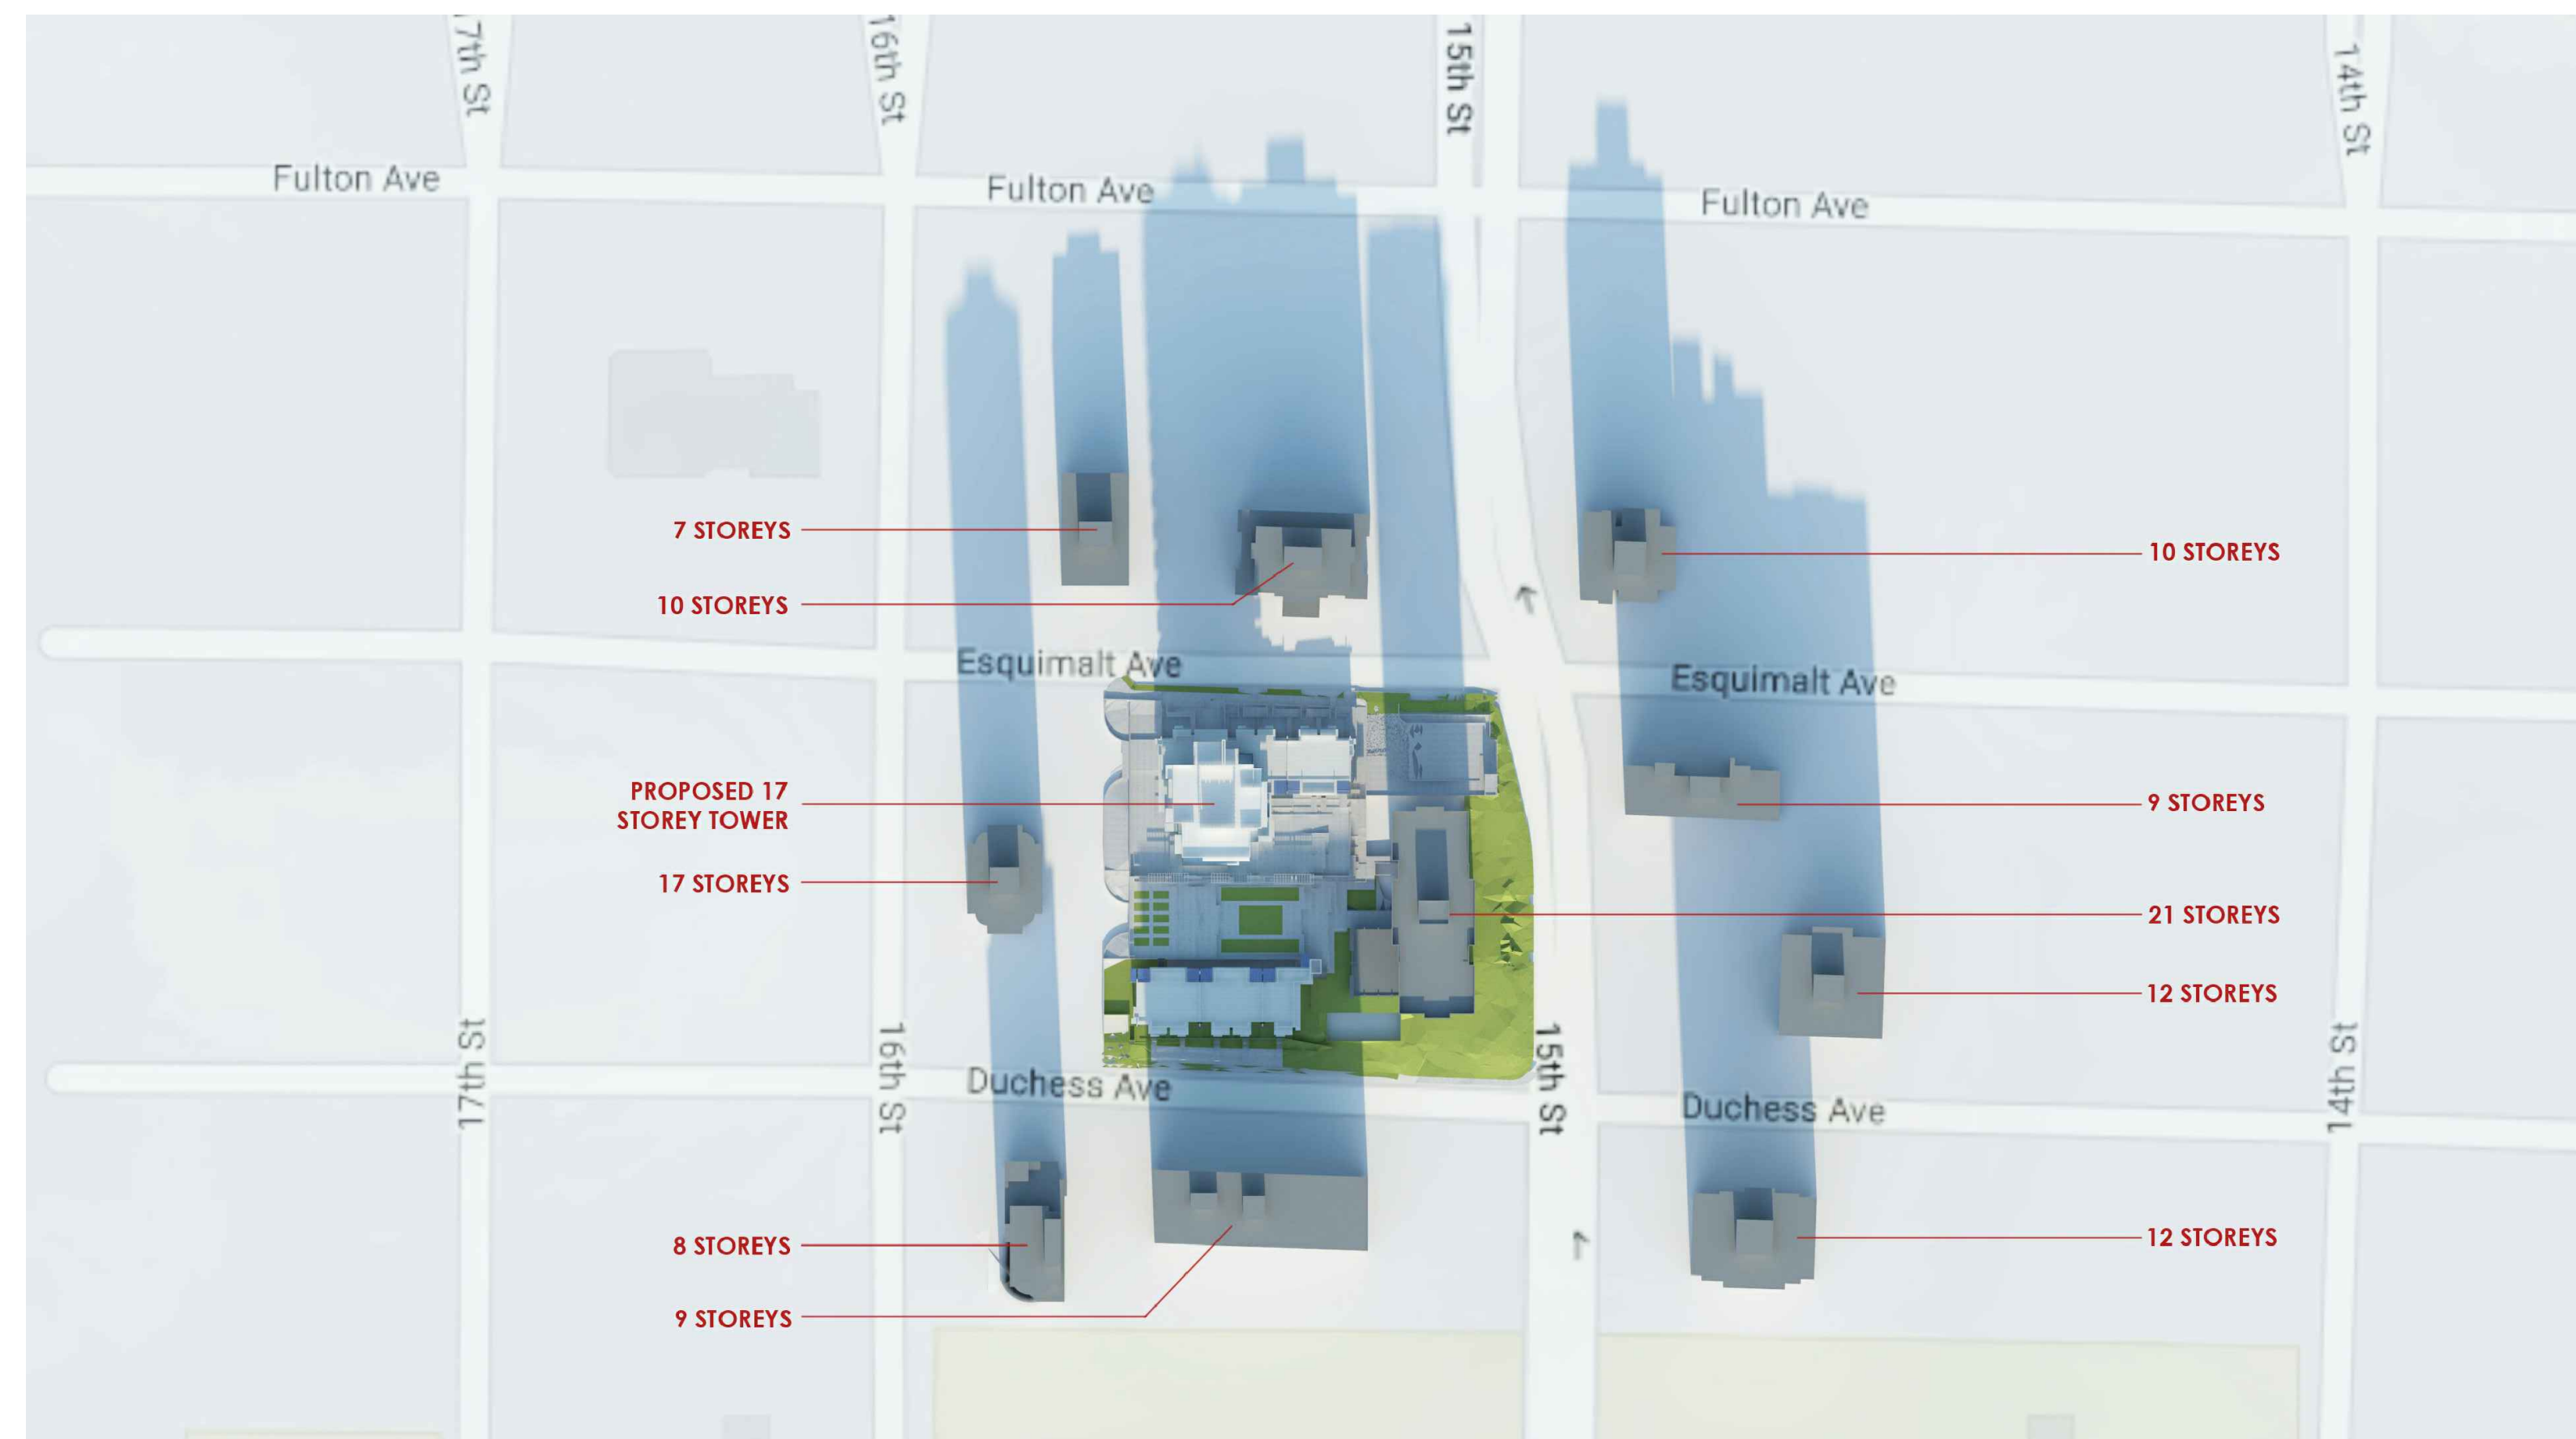 17th St
16th St
15th St
14th St
Fulton Ave
Fulton Ave
Fulton Ave
7 STOREYS
10 STOREYS
10 STOREYS
Esquimalt Ave
Esquimalt Ave
PROPOSED 17
STOREY TOWER
9 STOREYS
17 STOREYS
21 STOREYS
12 STOREYS
17th St
16th St
15th St
14th St
Duchess Ave
Duchess Ave
8 STOREYS
12 STOREYS
9 STOREYS